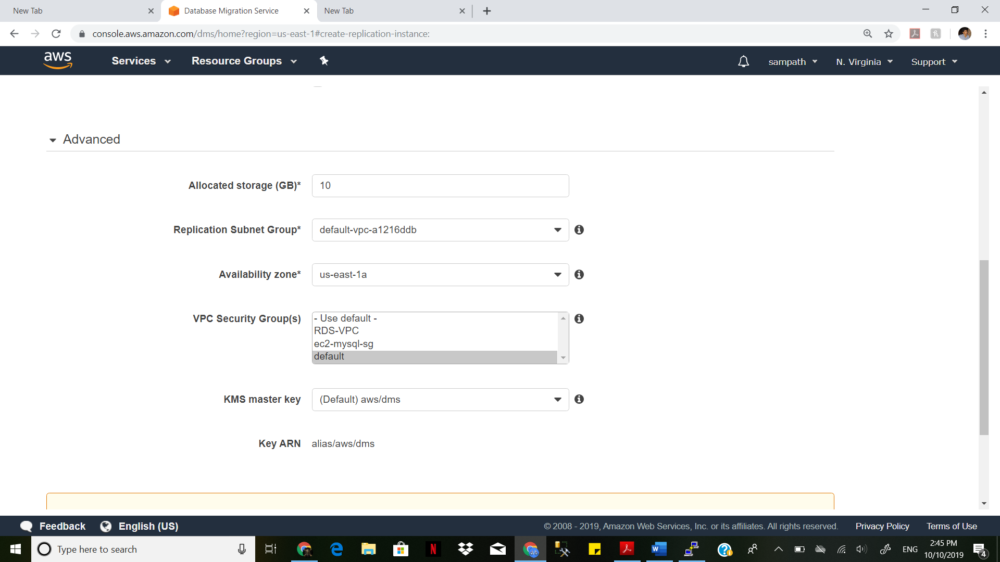 New Tab
Database Migration Service
New Tab
console.aws.amazon.com/dms/home?region=us-east-1#create-replication-instance:
aws
Services
Resource Groups
sampath
N. Virginia
Support
Advanced
Allocated storage (GB)*
10
Replication Subnet Group*
default-vpc-a1216ddb
Availability zone*
us-east-1a
VPC Security Group(s)
- Use default -
RDS-VPC
ec2-mysql-sg
default
KMS master key
(Default) aws/dms
Key ARN
alias/aws/dms
Feedback
English (US)
© 2008 - 2019, Amazon Web Services, Inc. or its affiliates. All rights reserved.
Privacy Policy
Terms of Use
Type here to search
ENG
2:45 PM
10/10/2019
4